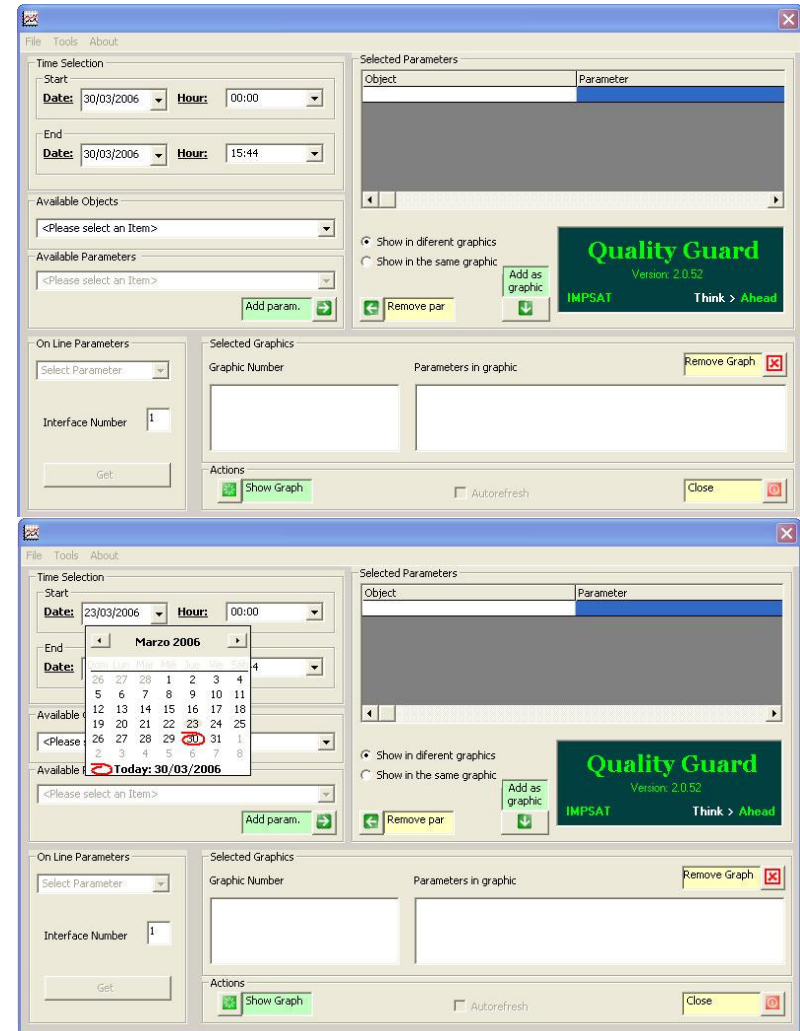 File Tools About
Time Selection
Start
Date: 30/03/2006 Hour: 00:00
End
Date: 30/03/2006 Hour: 15:44
Available Objects
<Please select an Item>
Available Parameters
<Please select an Item>
Add param.
Selected Parameters
Object Parameter
Show in diferent graphics
Show in the same graphic
Add as
graphic
Remove par
Quality Guard
Version: 2.0.52
IMPSAT Think > Ahead
On Line Parameters
Select Parameter
Interface Number 1
Get
Selected Graphics
Graphic Number Parameters in graphic
Remove Graph
Actions
Show Graph
Autorefresh
Close
File Tools About
Time Selection
Start
Date: 23/03/2006 Hour: 00:00
Marzo 2006
Dom Lun Mar Mié Jue Vie Sáb
26 27 28 1 2 3 4
5 6 7 8 9 10 11
12 13 14 15 16 17 18
19 20 21 22 23 24 25
26 27 28 29 30 31 1
2 3 4 5 6 7 8
Today: 30/03/2006
End
Date: 4
Available
<Please
Available
<Please select an Item>
Add param.
Selected Parameters
Object Parameter
Show in diferent graphics
Show in the same graphic
Add as
graphic
Remove par
Quality Guard
Version: 2.0.52
IMPSAT Think > Ahead
On Line Parameters
Select Parameter
Interface Number 1
Get
Selected Graphics
Graphic Number Parameters in graphic
Remove Graph
Actions
Show Graph
Autorefresh
Close